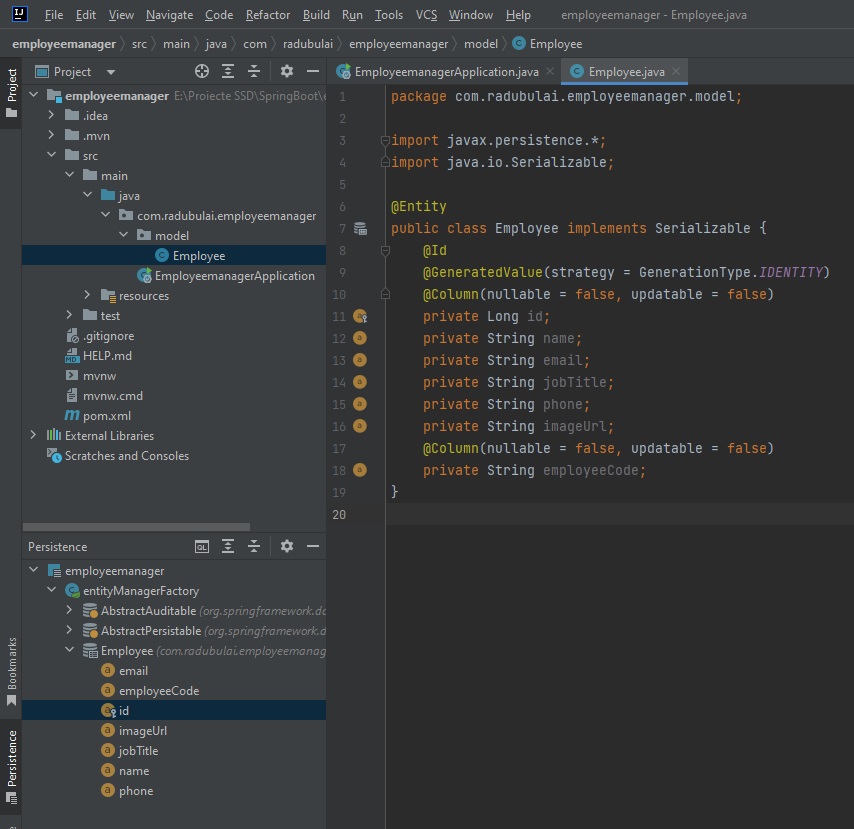 IJ File Edit View Navigate Code Refactor Build Run Tools VCS Window Help employeemanager - Employee.java
employeemanager src main java com radubulai employeemanager model C Employee
Project
Project
EmployeemanagerApplication.java
Employee.java
employeemanager E:\Proiecte SSD\SpringBoot\
.idea
.mvn
src
main
java
com.radubulai.employeemanager
model
Employee
EmployeemanagerApplication
resources
test
.gitignore
HELP.md
mvnw
mvnw.cmd
pom.xml
External Libraries
Scratches and Consoles
1 package com.radubulai.employeemanager.model;
2
3 import javax.persistence.*;
4 import java.io.Serializable;
5
6 @Entity
7 public class Employee implements Serializable {
8 @Id
9 @GeneratedValue(strategy = GenerationType.IDENTITY)
10 @Column(nullable = false, updatable = false)
11 private Long id;
12 private String name;
13 private String email;
14 private String jobTitle;
15 private String phone;
16 private String imageUrl;
17 @Column(nullable = false, updatable = false)
18 private String employeeCode;
19 }
20
Persistence QL
employeemanager
entityManagerFactory
AbstractAuditable (org.springframework.da
AbstractPersistable (org.springframework.d
Employee (com.radubulai.employeemanag
email
employeeCode
id
imageUrl
jobTitle
name
phone
Bookmarks
Persistence